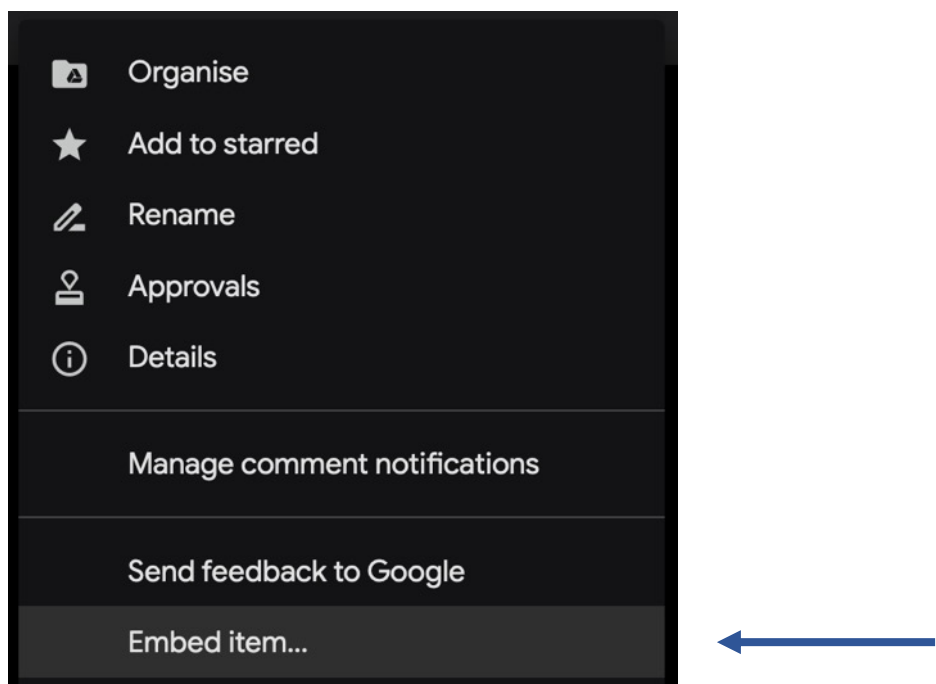 Organise
Add to starred
Rename
Approvals
Details
Manage comment notifications
Send feedback to Google
Embed item...